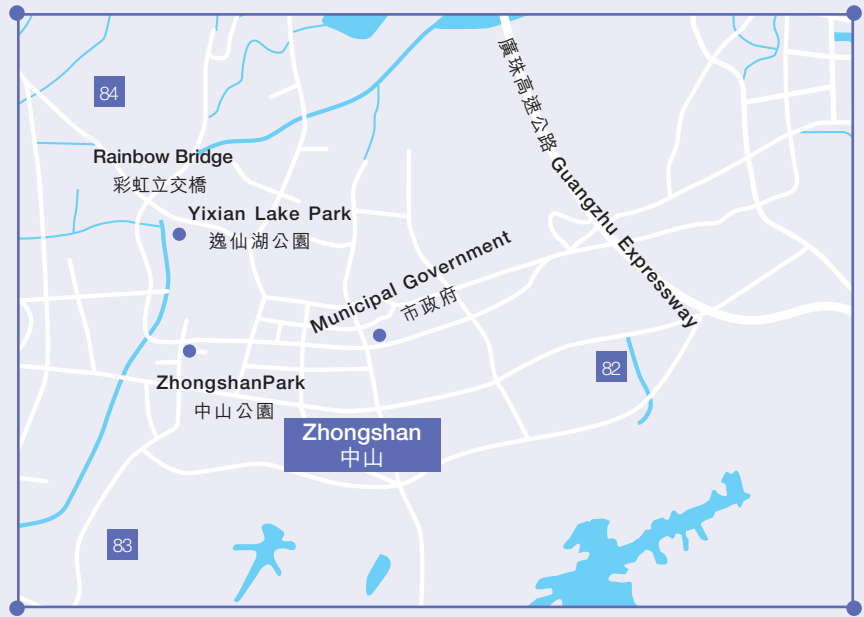 84
廣珠高速公路 Guangzhu Expressway
Rainbow Bridge
彩虹立交橋
Yixian Lake Park
逸仙湖公園
Municipal Government
市政府
82
ZhongshanPark
中山公園
Zhongshan
中山
83